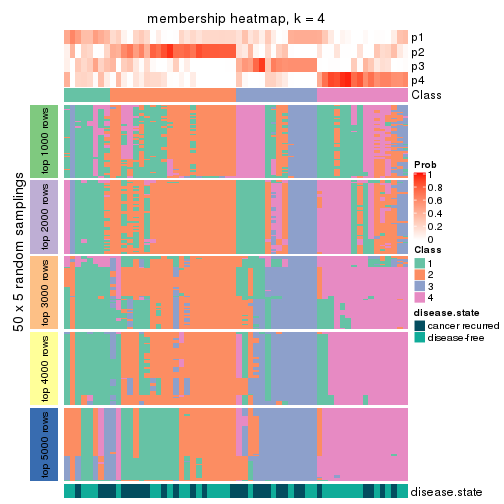 membership heatmap, k = 4
p1
p2
p3
p4
Class
50 x 5 random samplings
top 1000 rows
top 2000 rows
top 3000 rows
top 4000 rows
top 5000 rows
Prob
1
0.8
0.6
0.4
0.2
0
Class
1
2
3
4
disease.state
cancer recurred
disease-free
disease.state